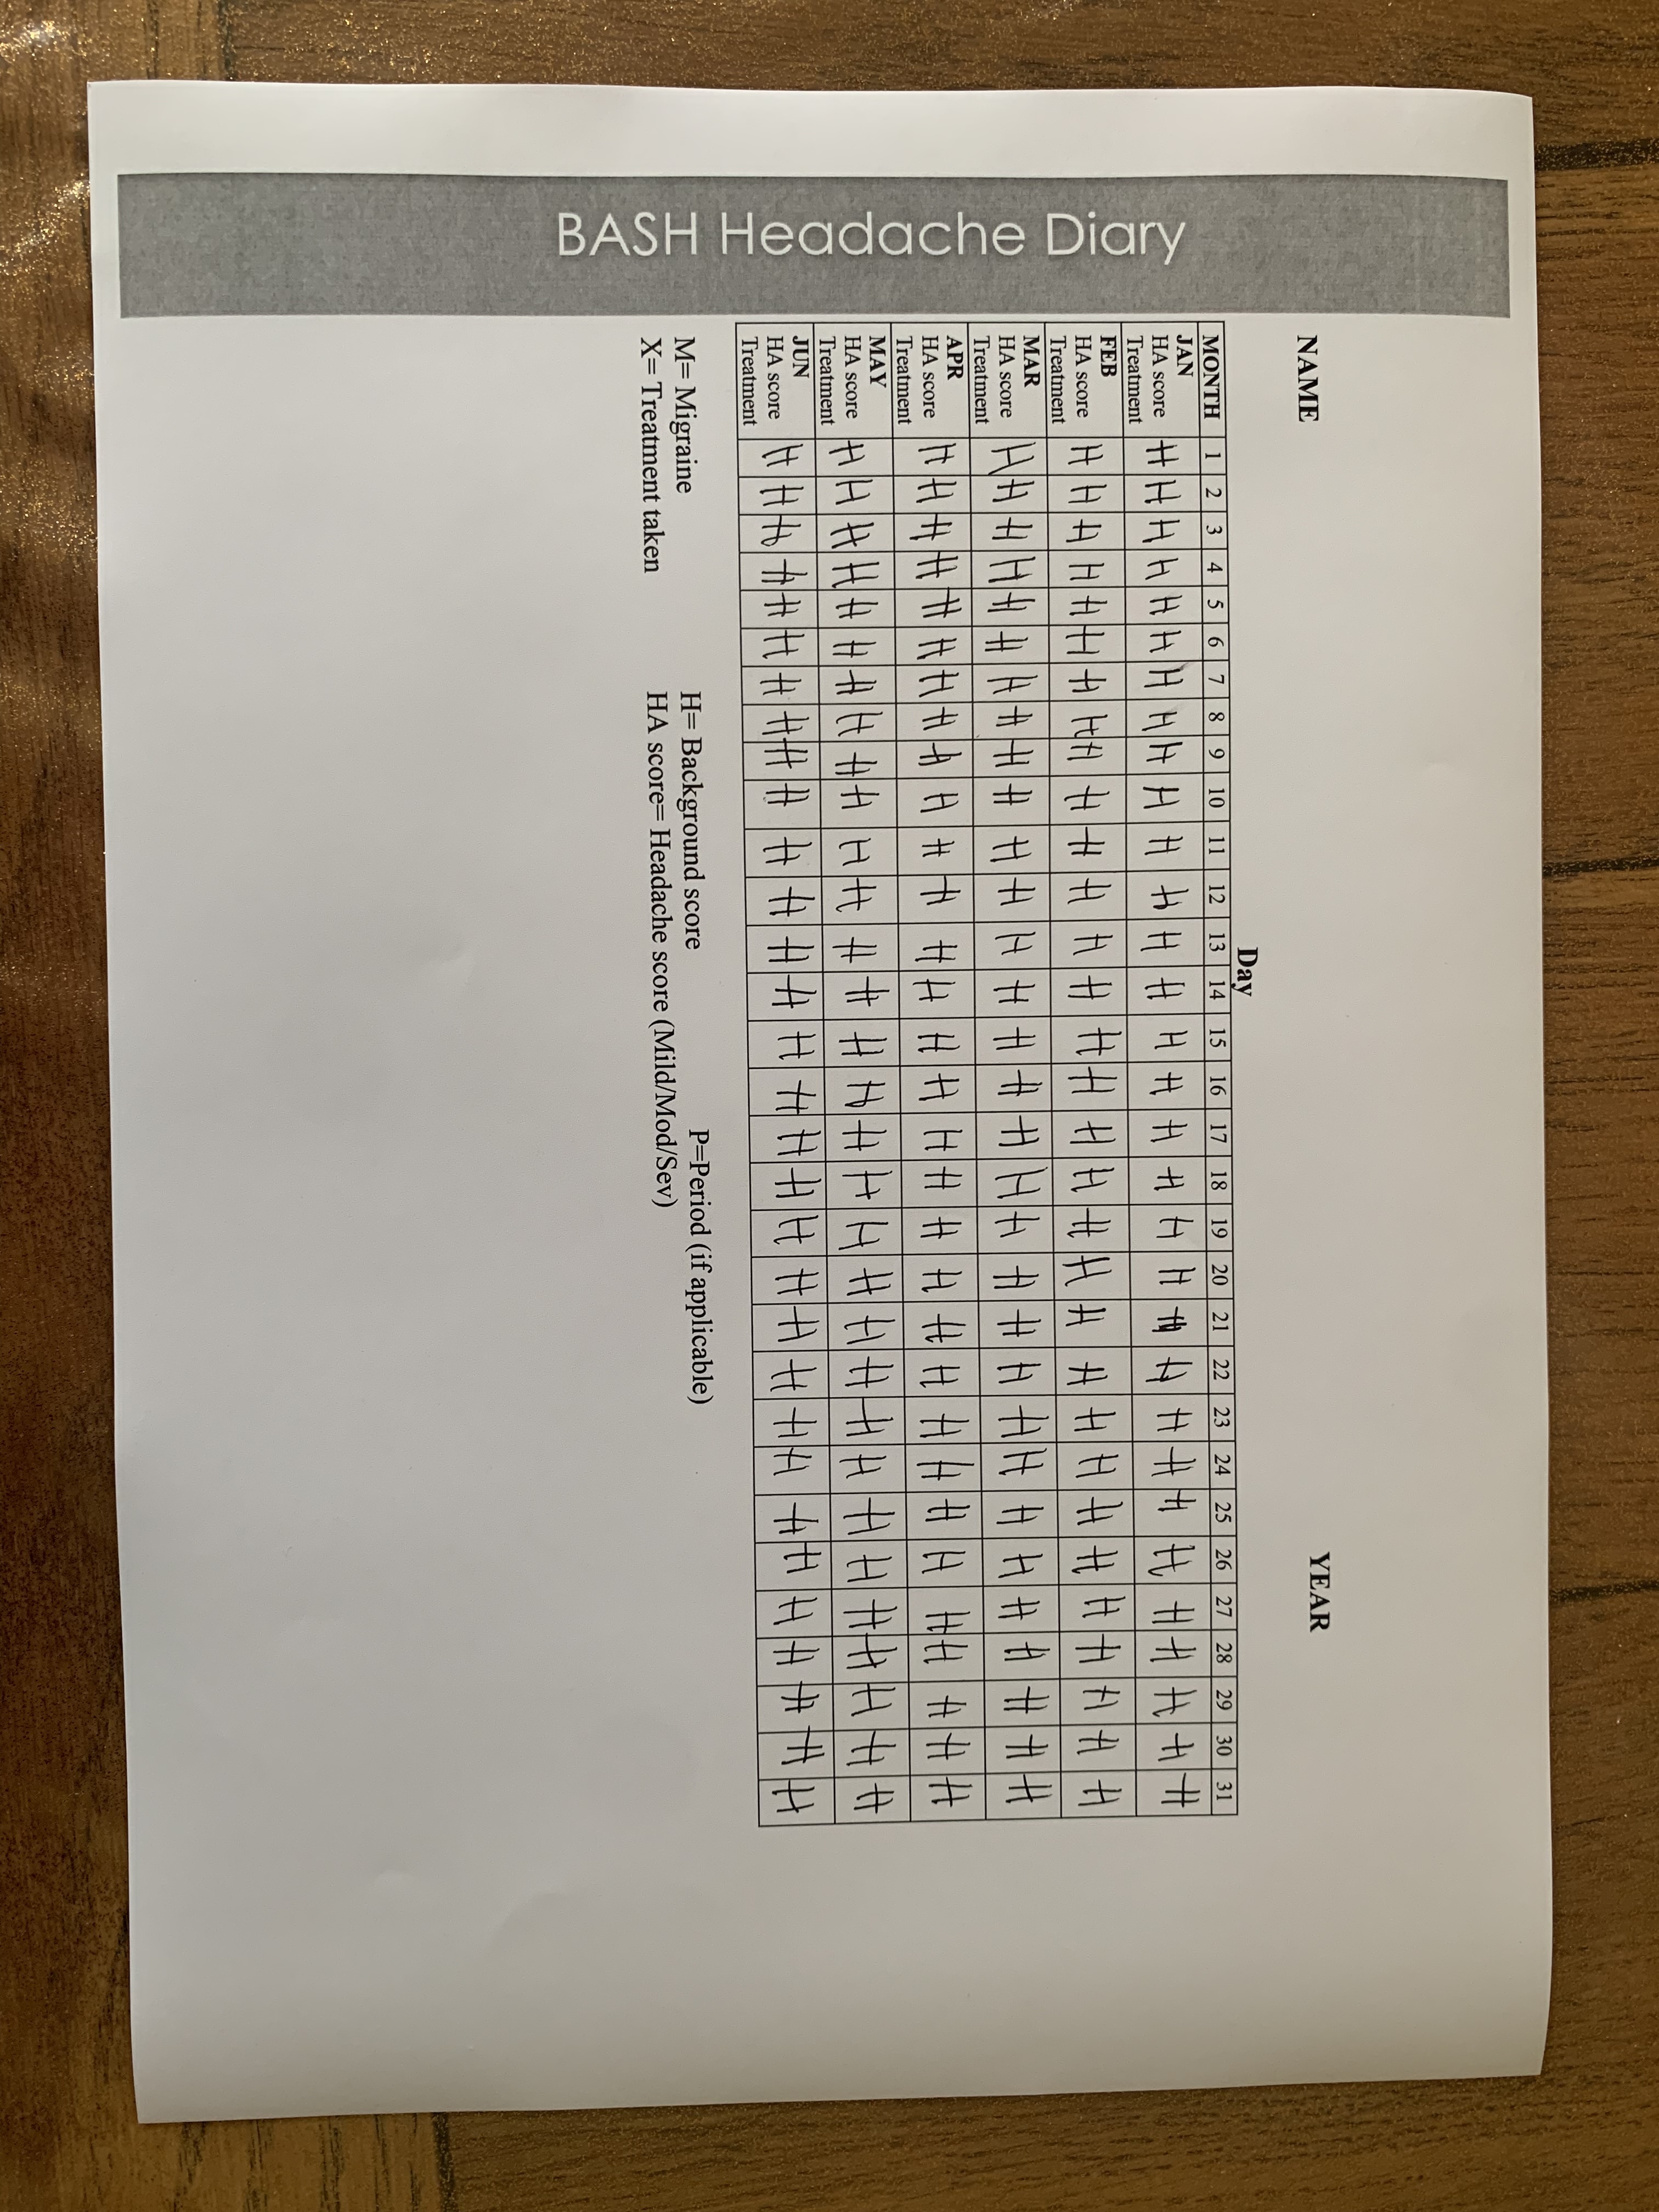 BASH Headache Diary
NAME YEAR
Day
MONTH 1 2 3 4 5 6 7 8 9 10 11 12 13 14 15 16 17 18 19 20 21 22 23 24 25 26 27 28 29 30 31
JAN
HA score H H H H H H H H H H H H H H H H H H H H H H H H H H H H H H H
Treatment
FEB
HA score H H H H H H H H H H H H H H H H H H H H H H H H H H H H H H H
Treatment
MAR
HA score H H H H H H H H H H H H H H H H H H H H H H H H H H H H H H H
Treatment
APR
HA score H H H H H H H H H H H H H H H H H H H H H H H H H H H H H H H
Treatment
MAY
HA score H H H H H H H H H H H H H H H H H H H H H H H H H H H H H H H
Treatment
JUN
HA score H H H H H H H H H H H H H H H H H H H H H H H H H H H H H H H
Treatment
M= Migraine H= Background score P=Period (if applicable)
X= Treatment taken HA score= Headache score (Mild/Mod/Sev)